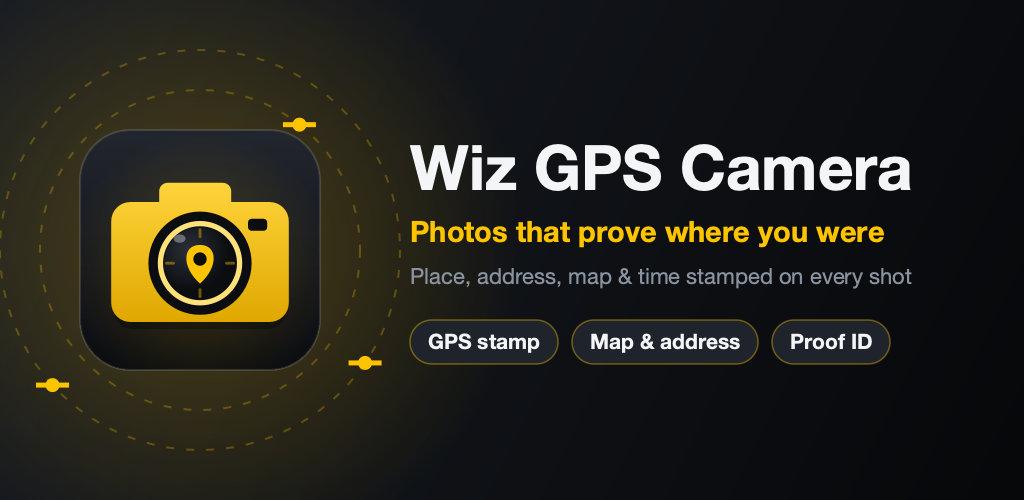 Wiz GPS Camera
Photos that prove where you were
Place, address, map & time stamped on every shot
GPS stamp
Map & address
Proof ID